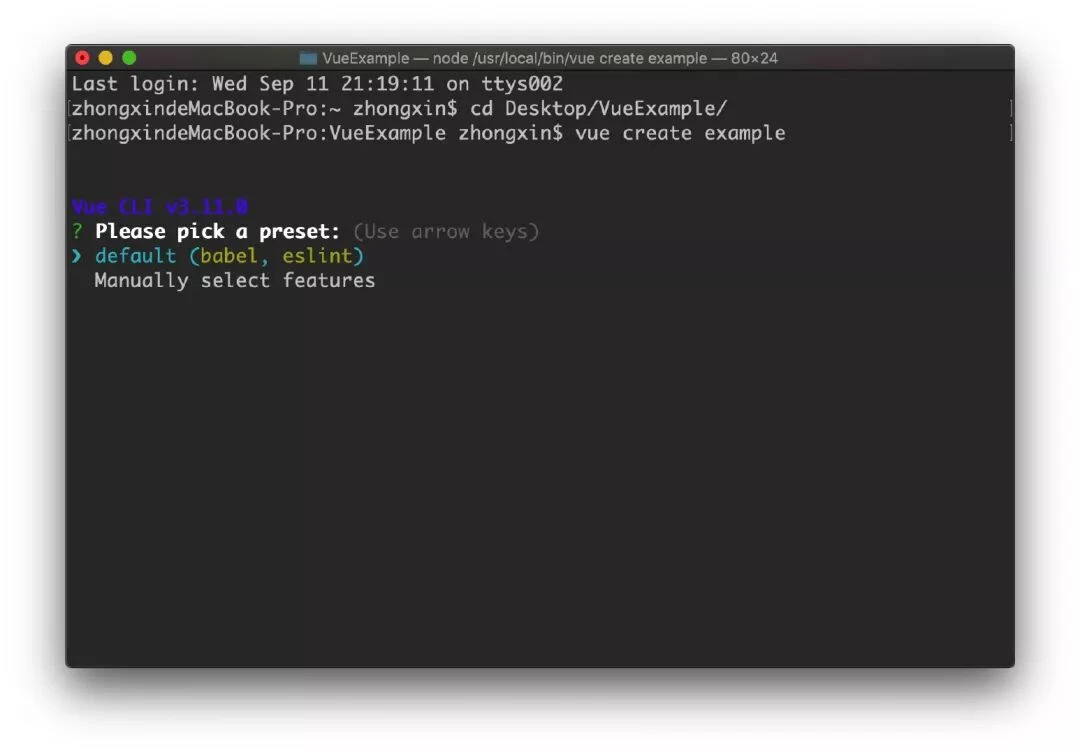 VueExample — node /usr/local/bin/vue create example — 80×24
Last login: Wed Sep 11 21:19:11 on ttys002
[zhongxindeMacBook-Pro:~ zhongxin$ cd Desktop/VueExample/ ]
[zhongxindeMacBook-Pro:VueExample zhongxin$ vue create example ]
Vue CLI v3.11.0
? Please pick a preset: (Use arrow keys)
❯ default (babel, eslint)
Manually select features